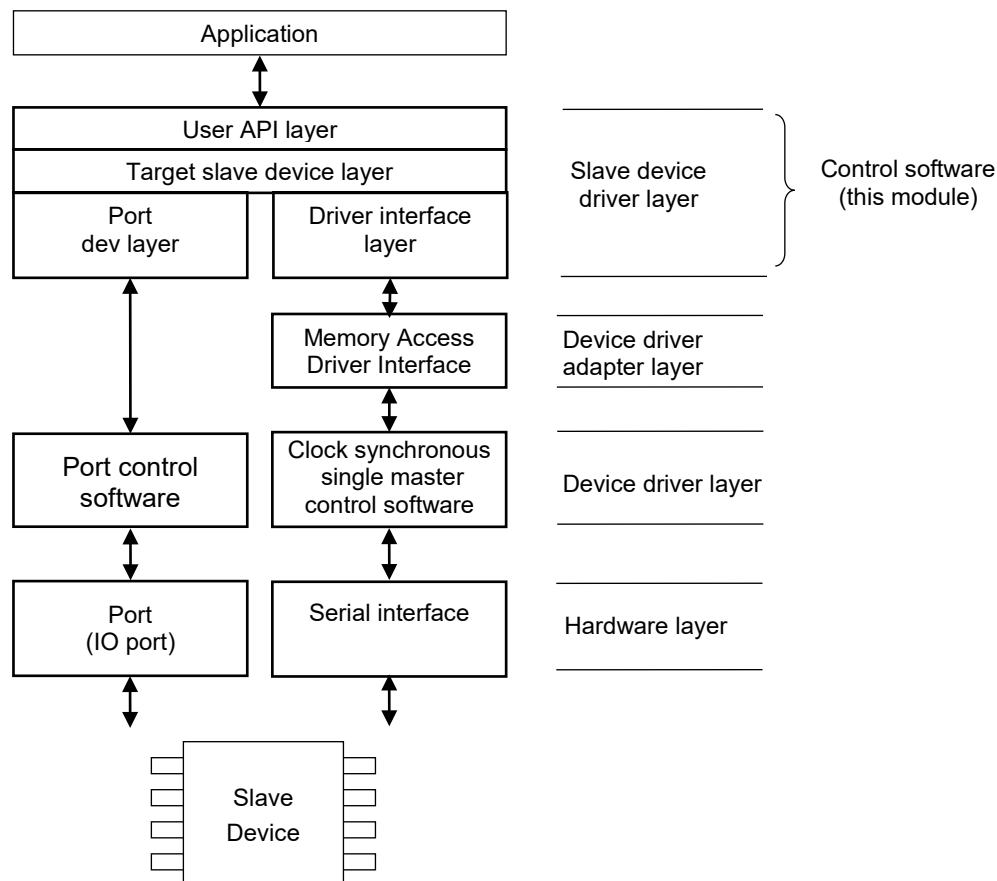 Application
User API layer
Target slave device layer
Port
dev layer
Driver interface
layer
Slave device
driver layer
Control software
(this module)
Memory Access
Driver Interface
Device driver
adapter layer
Port control
software
Clock synchronous
single master
control software
Device driver layer
Port
(IO port)
Serial interface
Hardware layer
Slave
Device